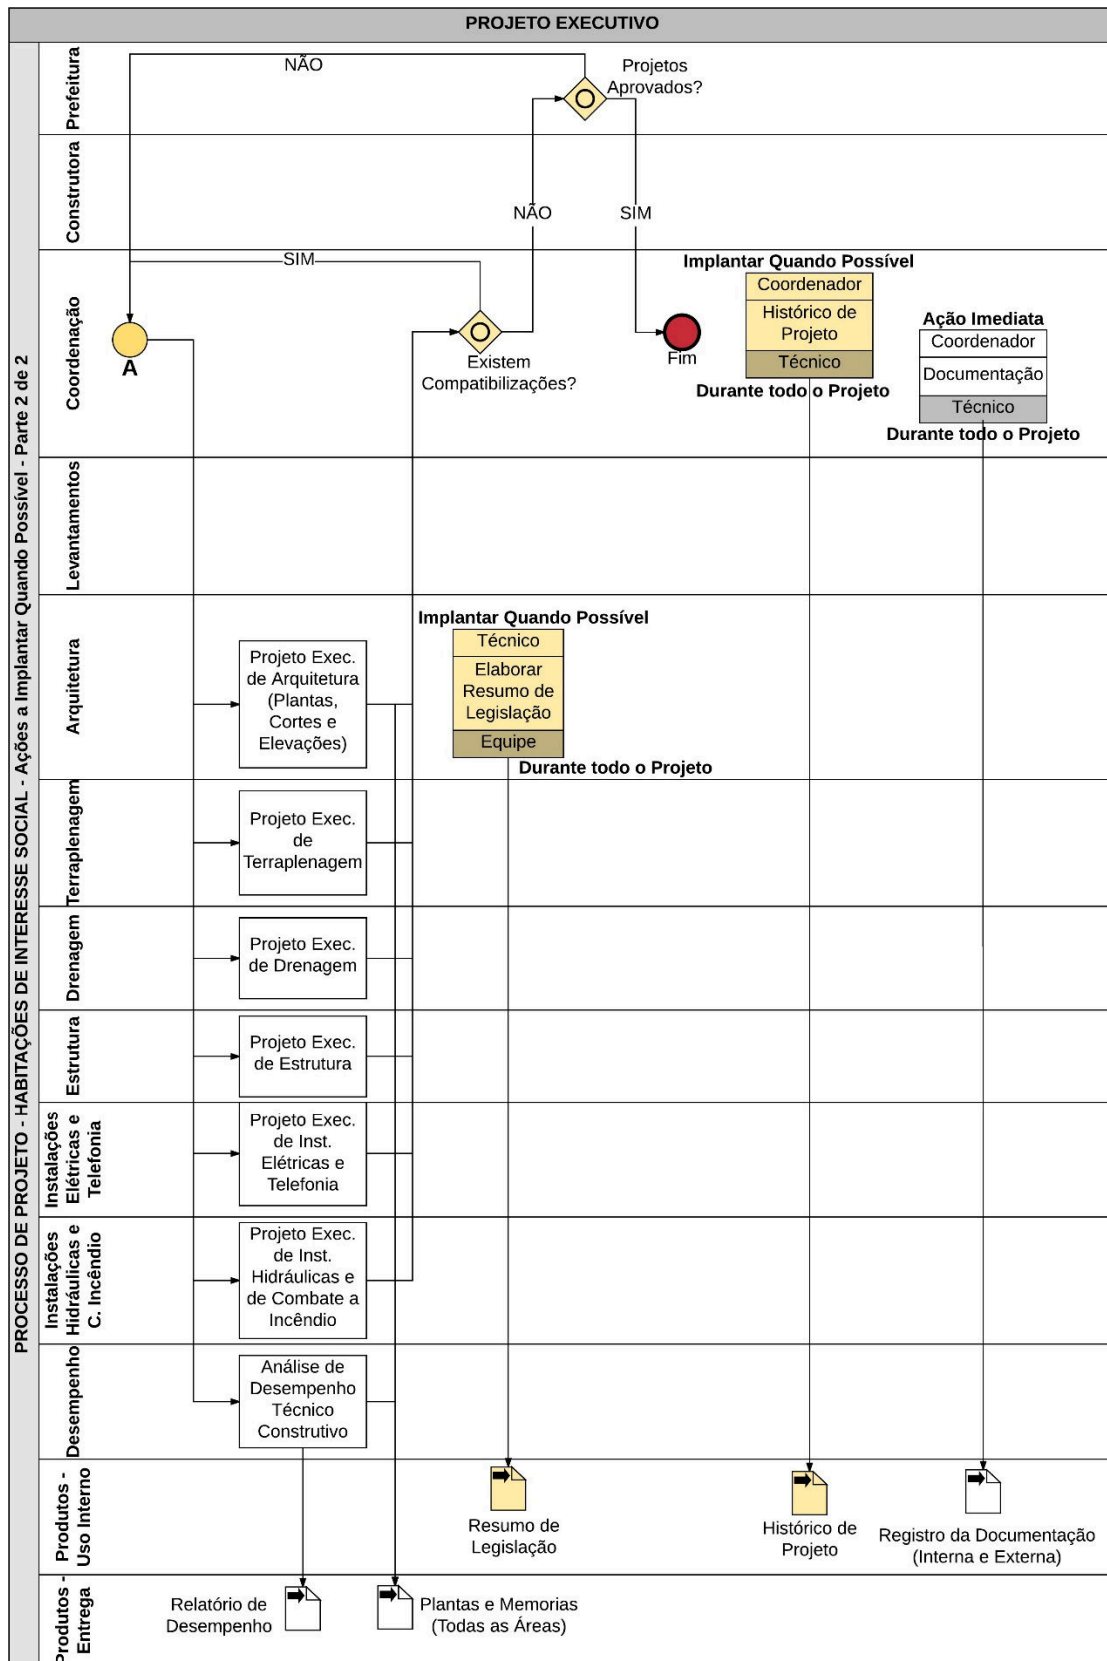 PROJETO EXECUTIVO
PROCESSO DE PROJETO - HABITAÇÕES DE INTERESSE SOCIAL - Ações a Implantar Quando Possível - Parte 2 de 2
Prefeitura
NÃO
Projetos
Aprovados?
Construtora
NÃO
SIM
Coordenação
SIM
A
Existem
Compatibilizações?
Fim
Implantar Quando Possível
Coordenador
Histórico de
Projeto
Técnico
Durante todo o Projeto
Ação Imediata
Coordenador
Documentação
Técnico
Durante todo o Projeto
Levantamentos
Arquitetura
Projeto Exec.
de Arquitetura
(Plantas,
Cortes e
Elevações)
Implantar Quando Possível
Técnico
Elaborar
Resumo de
Legislação
Equipe
Durante todo o Projeto
Terraplenagem
Projeto Exec.
de
Terraplenagem
Drenagem
Projeto Exec.
de Drenagem
Estrutura
Projeto Exec.
de Estrutura
Instalações
Elétricas e
Telefonia
Projeto Exec.
de Inst.
Elétricas e
Telefonia
Instalações
Hidráulicas e
C. Incêndio
Projeto Exec.
de Inst.
Hidráulicas e
de Combate a
Incêndio
Desempenho
Análise de
Desempenho
Técnico
Construtivo
Produtos -
Uso Interno
Resumo de
Legislação
Histórico de
Projeto
Registro da Documentação
(Interna e Externa)
Produtos -
Entrega
Relatório de
Desempenho
Plantas e Memorias
(Todas as Áreas)